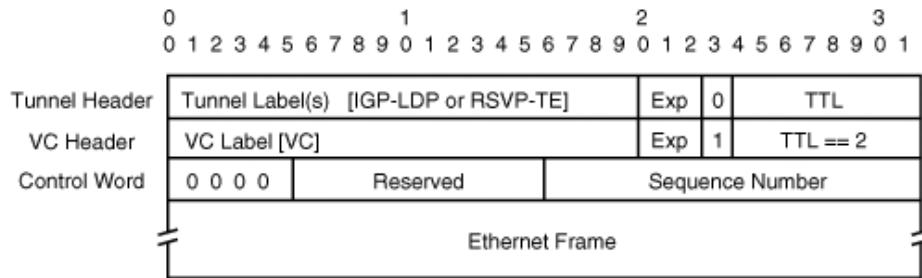 0 1 2 3
0 1 2 3 4 5 6 7 8 9 0 1 2 3 4 5 6 7 8 9 0 1 2 3 4 5 6 7 8 9 0 1
Tunnel Header Tunnel Label(s) [IGP-LDP or RSVP-TE] Exp 0 TTL
VC Header VC Label [VC] Exp 1 TTL == 2
Control Word 0 0 0 0 Reserved Sequence Number
Ethernet Frame